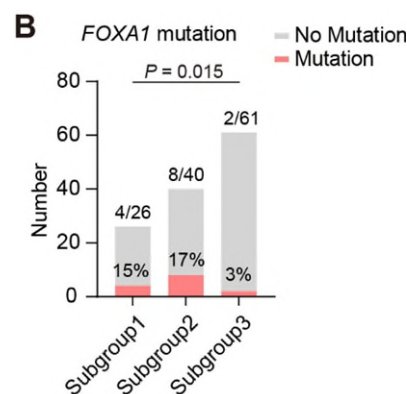 B
FOXA1 mutation
No Mutation
Mutation
P = 0.015
80
60
40
20
0
Number
4/26
8/40
2/61
15%
17%
3%
Subgroup1
Subgroup2
Subgroup3